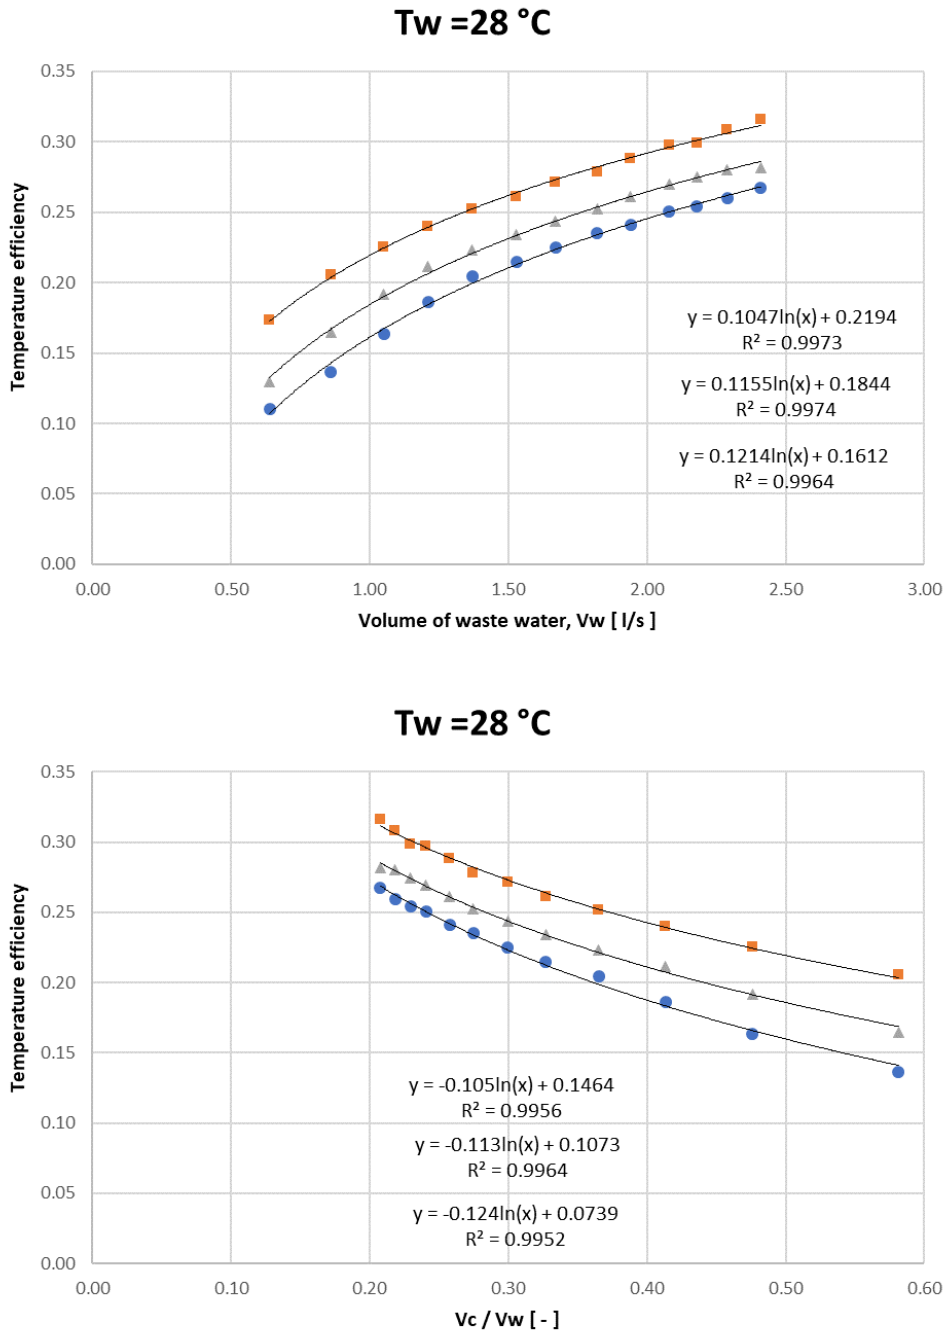 Tw =28 °C
0.35
0.30
0.25
0.20
0.15
0.10
0.05
0.00
Temperature efficiency
y = 0.1047ln(x) + 0.2194
R² = 0.9973
y = 0.1155ln(x) + 0.1844
R² = 0.9974
y = 0.1214ln(x) + 0.1612
R² = 0.9964
0.00 0.50 1.00 1.50 2.00 2.50 3.00
Volume of waste water, Vw [ l/s ]
Tw =28 °C
0.35
0.30
0.25
0.20
0.15
0.10
0.05
0.00
Temperature efficiency
y = -0.105ln(x) + 0.1464
R² = 0.9956
y = -0.113ln(x) + 0.1073
R² = 0.9964
y = -0.124ln(x) + 0.0739
R² = 0.9952
0.00 0.10 0.20 0.30 0.40 0.50 0.60
Vc / Vw [ - ]